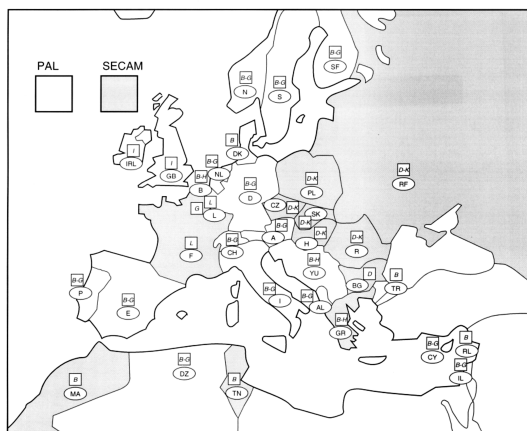 PAL SECAM
B-G
N
B-G
S
B-G
SF
I
IRL
I
GB
B
DK
B-G
NL
B-H
B
G
L
L
B-G
D
D-K
PL
D-K
RF
CZ
D-K
SK
D-K
D-K
H
B-G
A
L
F
B-G
CH
B-H
YU
D-K
R
D
BG
B
TR
B-G
P
B-G
E
B-G
I
B-G
AL
B-H
GR
B-G
CY
B
RL
B-G
IL
B
MA
B-G
DZ
B
TN